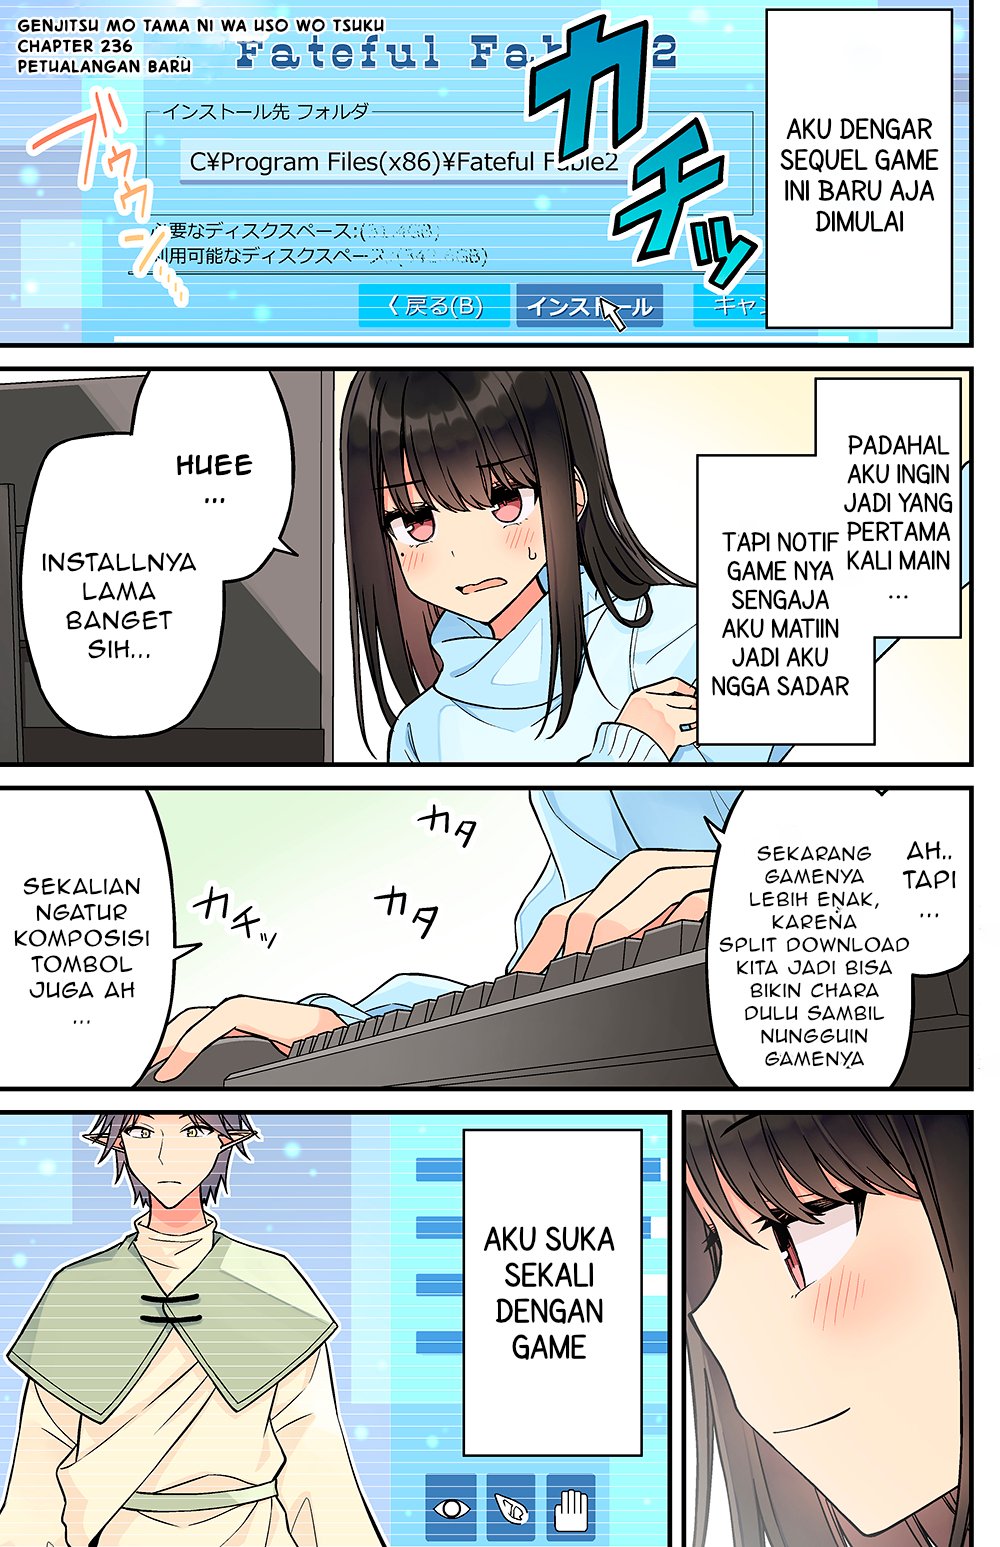 GENJITSU MO TAMA NI WA USO WO TSUKU
CHAPTER 236
PETUALANGAN BARU
Fateful 2
インストール先 フォルダ
C¥Program Files(x86)¥Fateful Fable2
必要なディスクスペース:
利用可能なディスクスペース
く戻る(B)
インストール
キャン
カチッ
ブゥゥン
AKU DENGAR
SEQUEL GAME
INI BARU AJA
DIMULAI
PADAHAL
AKU INGIN
JADI YANG
PERTAMA
KALI MAIN
...
TAPI NOTIF
GAME NYA
SENGAJA
AKU MATIIN
JADI AKU
NGGA SADAR
HUEE
...
INSTALLNYA
LAMA
BANGET
SIH...
AH..
TAPI
...
SEKARANG
GAMENYA
LEBIH ENAK,
KARENA
SPLIT DOWNLOAD
KITA JADI BISA
BIKIN CHARA
DULU SAMBIL
NUNGGUIN
GAMENYA
カタ
カタ
カチッ
SEKALIAN
NGATUR
KOMPOSISI
TOMBOL
JUGA AH
...
AKU SUKA
SEKALI
DENGAN
GAME